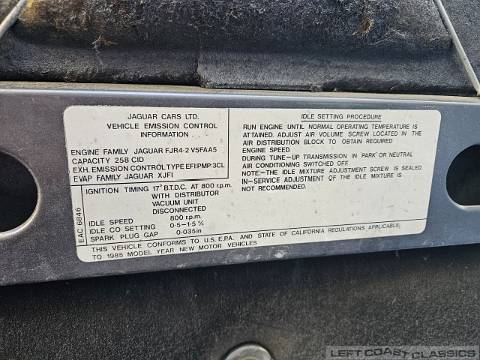 JAGUAR CARS LTD.
VEHICLE EMISSION CONTROL
INFORMATION
ENGINE FAMILY JAGUAR FJR4·2 V5FAA5
CAPACITY 258 CID
EXH. EMISSION CONTROL TYPE EFI PMP 3CL
EVAP FAMILY JAGUAR XJFI
IGNITION TIMING 17° B.T.D.C. AT 800 r.p.m.
WITH DISTRIBUTOR
VACUUM UNIT
DISCONNECTED
IDLE SPEED 800 r.p.m.
IDLE CO SETTING 0·5-1·5%
SPARK PLUG GAP 0·035in
THIS VEHICLE CONFORMS TO U.S. E.P.A. AND STATE OF CALIFORNIA REGULATIONS APPLICABLE
TO 1985 MODEL YEAR NEW MOTOR VEHICLES
EAC 6646
IDLE SETTING PROCEDURE
RUN ENGINE UNTIL NORMAL OPERATING TEMPERATURE IS
ATTAINED. ADJUST AIR VOLUME SCREW LOCATED IN THE
AIR DISTRIBUTION BLOCK TO OBTAIN REQUIRED
ENGINE SPEED.
DURING TUNE-UP TRANSMISSION IN PARK OR NEUTRAL
AIR CONDITIONING SWITCHED OFF
NOTE:-THE IDLE MIXTURE ADJUSTMENT SCREW IS SEALED
IN-SERVICE ADJUSTMENT OF THE IDLE MIXTURE IS
NOT RECOMMENDED.
LEFT COAST CLASSICS